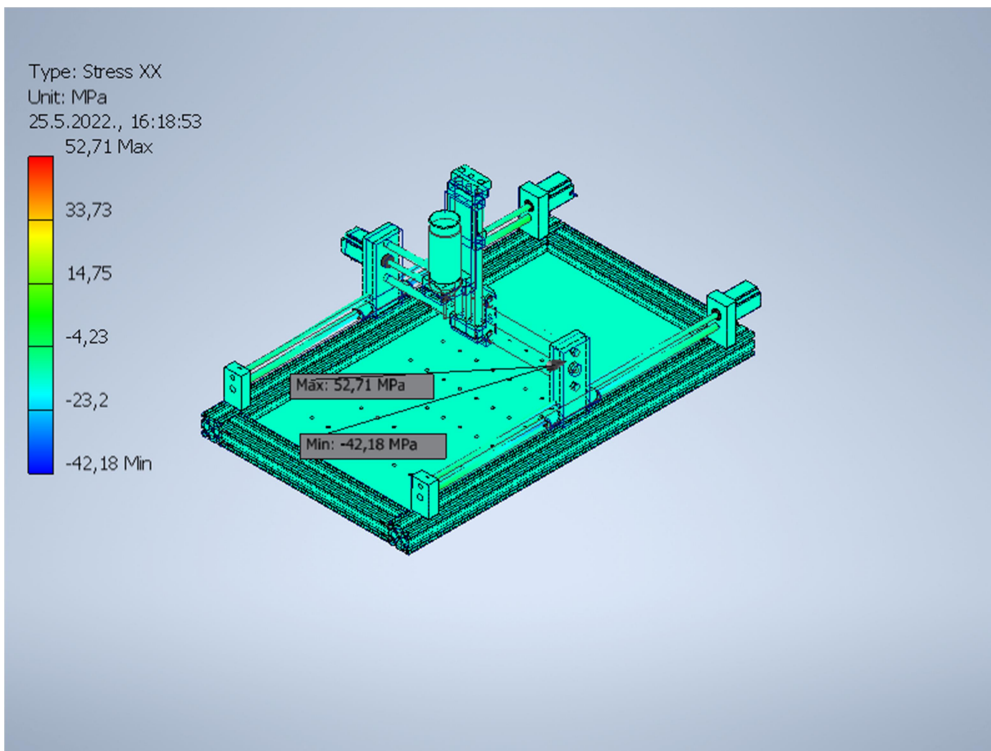 Type: Stress XX
Unit: MPa
25.5.2022., 16:18:53
52,71 Max
33,73
14,75
-4,23
-23,2
-42,18 Min
Max: 52,71 MPa
Min: -42,18 MPa